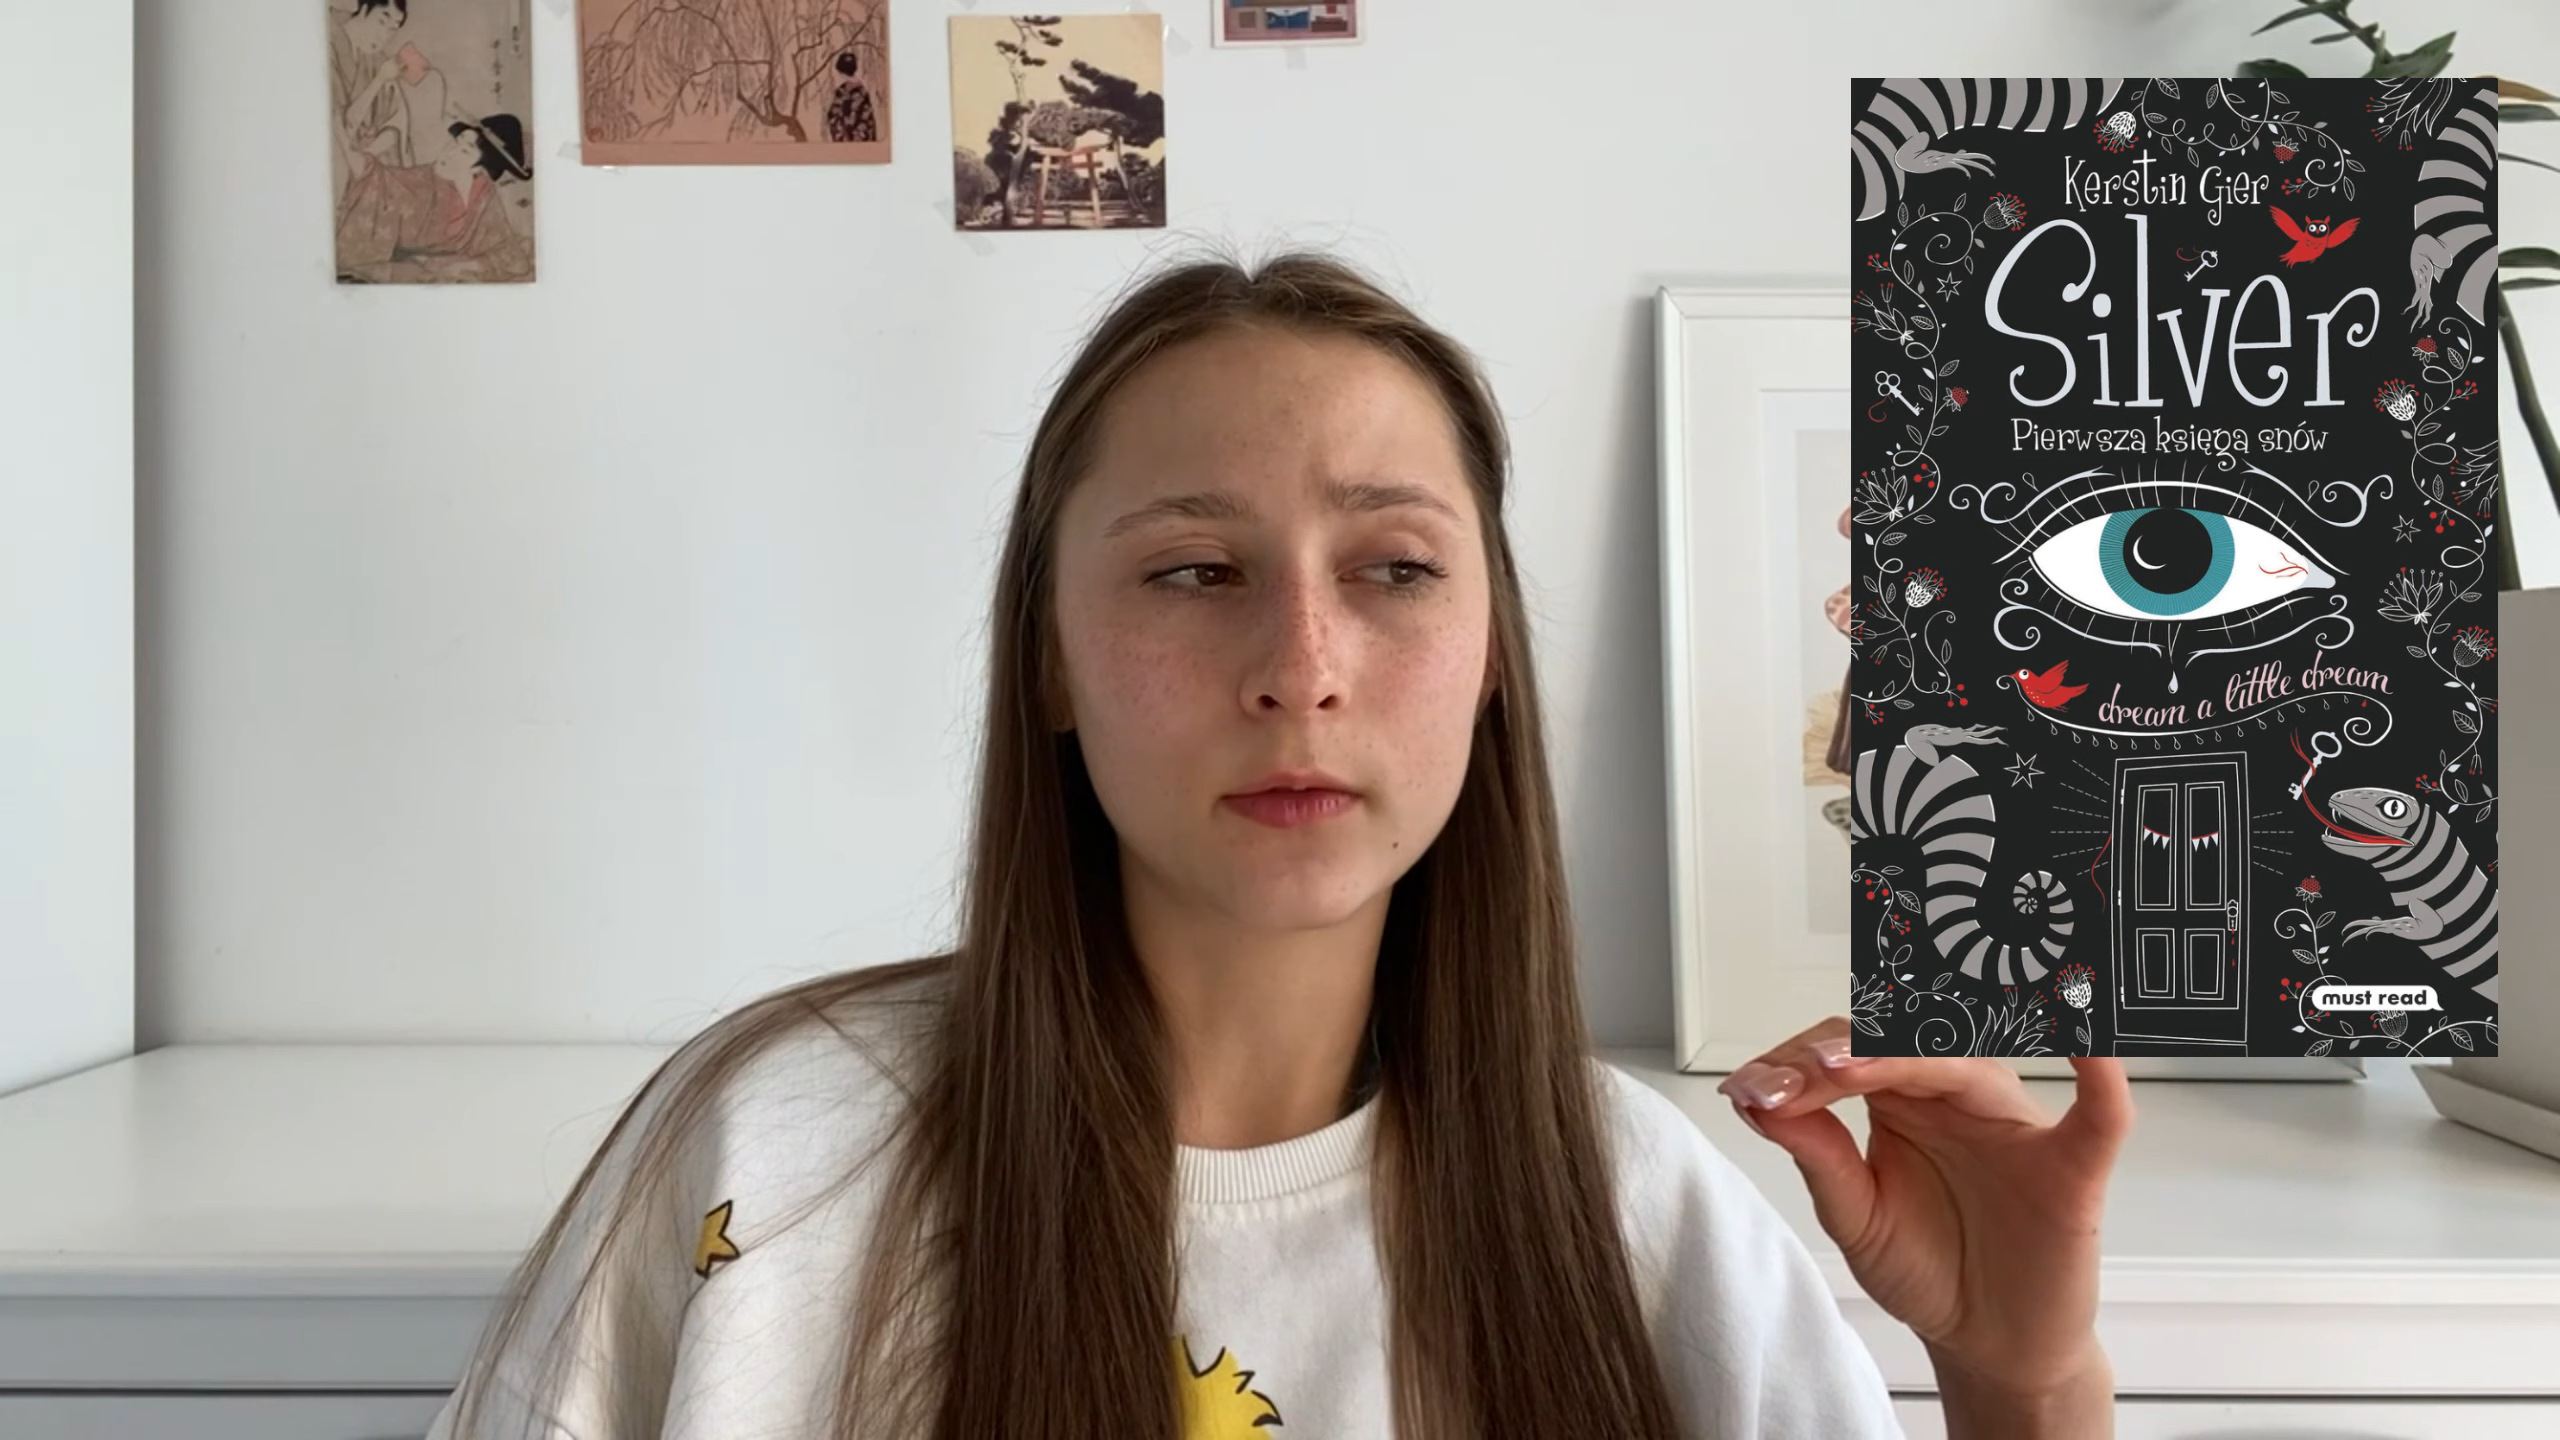 Kerstin Gier
Silver
Pierwsza księga snów
dream a little dream
must read